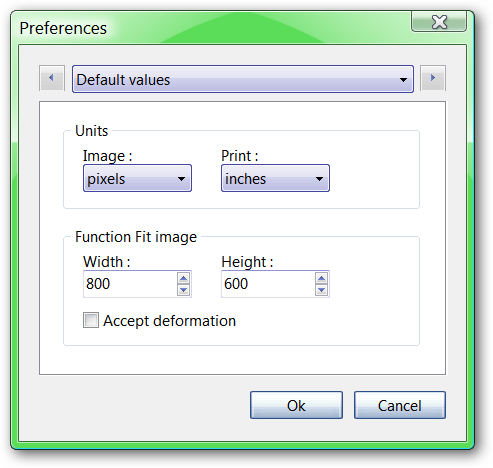 Preferences
Default values
Units
Image : Print :
pixels inches
Function Fit image
Width : Height :
800 600
Accept deformation
Ok Cancel